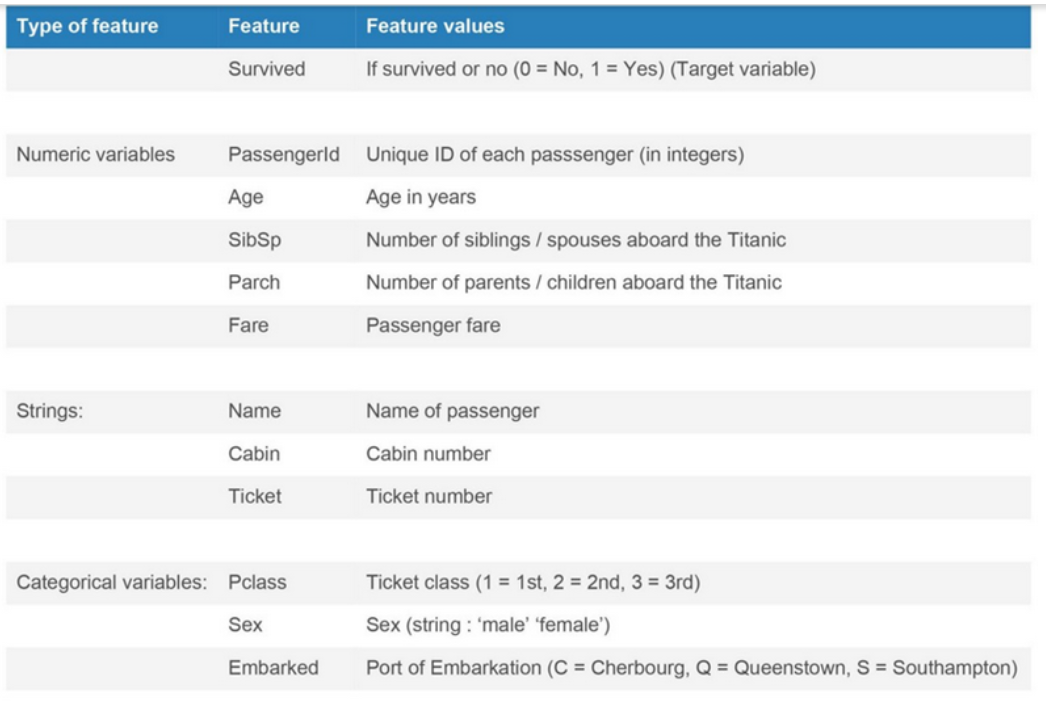 Type of feature Feature Feature values
Survived If survived or no (0 = No, 1 = Yes) (Target variable)
Numeric variables PassengerId Unique ID of each passsenger (in integers)
Age Age in years
SibSp Number of siblings / spouses aboard the Titanic
Parch Number of parents / children aboard the Titanic
Fare Passenger fare
Strings: Name Name of passenger
Cabin Cabin number
Ticket Ticket number
Categorical variables: Pclass Ticket class (1 = 1st, 2 = 2nd, 3 = 3rd)
Sex Sex (string : ‘male’ ‘female’)
Embarked Port of Embarkation (C = Cherbourg, Q = Queenstown, S = Southampton)